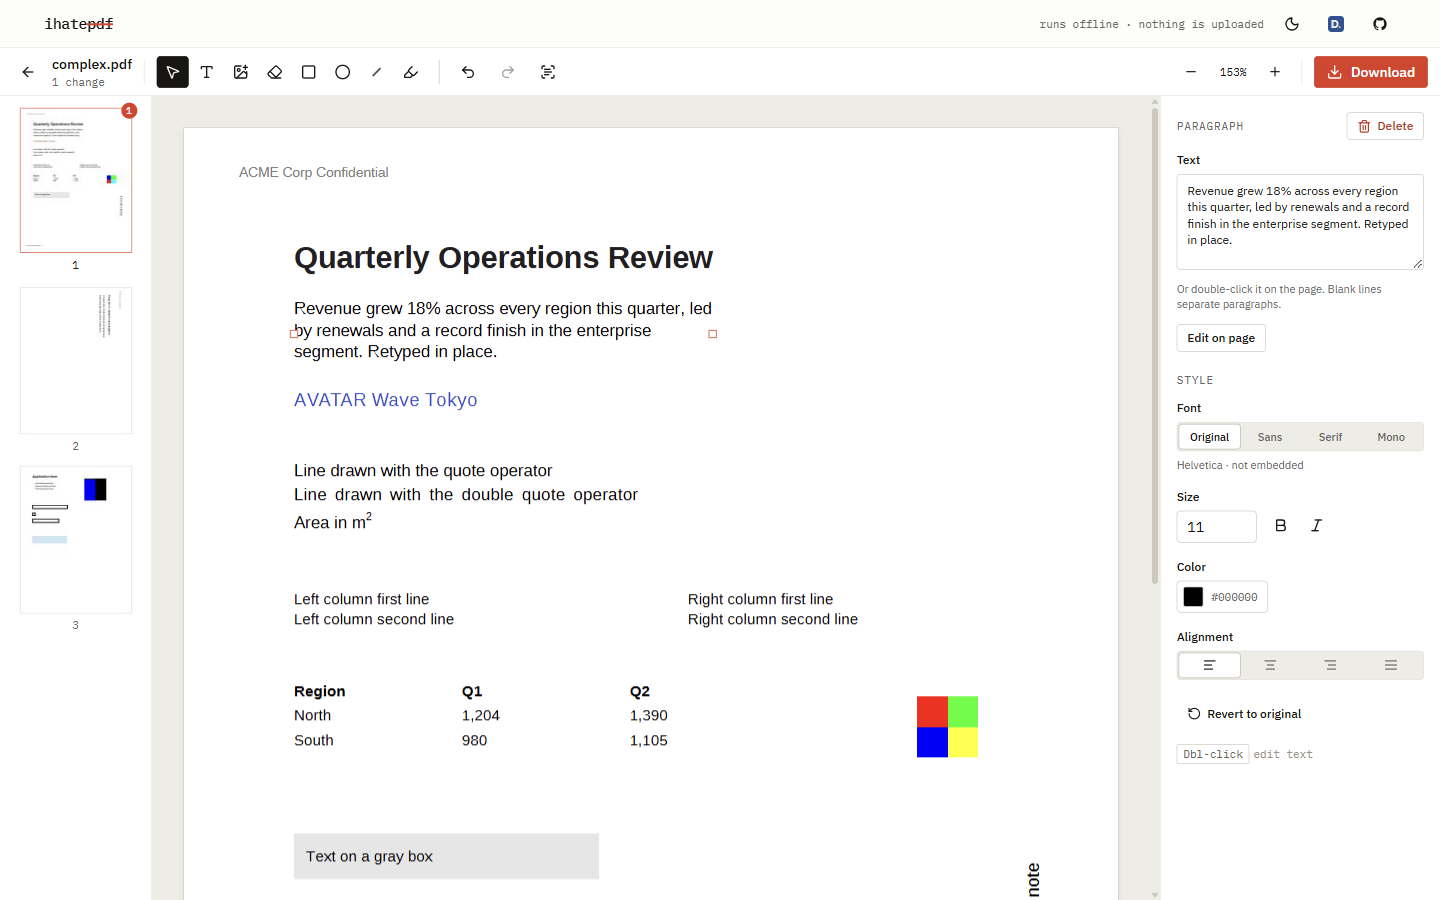 ihatepdf
runs offline · nothing is uploaded
D.
complex.pdf
1 change
153%
Download
1
1
2
3
ACME Corp Confidential
Quarterly Operations Review
Revenue grew 18% across every region this quarter, led
by renewals and a record finish in the enterprise
segment. Retyped in place.
AVATAR Wave Tokyo
Line drawn with the quote operator
Line drawn with the double quote operator
Area in m2
Left column first line
Left column second line
Right column first line
Right column second line
Region Q1 Q2
North 1,204 1,390
South 980 1,105
Text on a gray box
note
PARAGRAPH
Delete
Text
Revenue grew 18% across every region
this quarter, led by renewals and a record
finish in the enterprise segment. Retyped
in place.
Or double-click it on the page. Blank lines
separate paragraphs.
Edit on page
STYLE
Font
Original Sans Serif Mono
Helvetica · not embedded
Size
11 B I
Color
#000000
Alignment
Revert to original
Dbl-click edit text